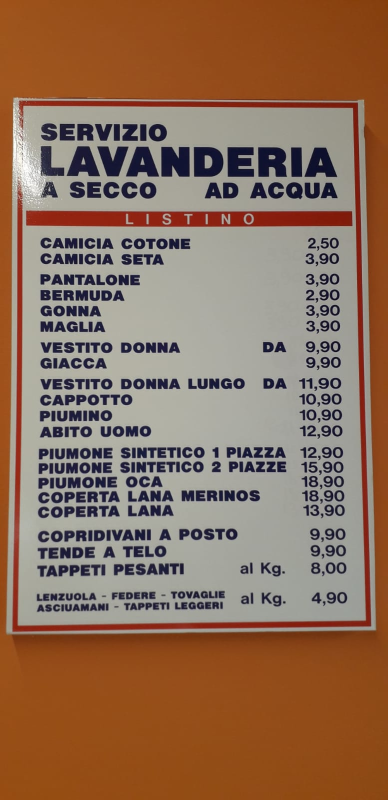 SERVIZIO
LAVANDERIA
A SECCO AD ACQUA
LISTINO
CAMICIA COTONE 2,50
CAMICIA SETA 3,90
PANTALONE 3,90
BERMUDA 2,90
GONNA 3,90
MAGLIA 3,90
VESTITO DONNA DA 9,90
GIACCA 9,90
VESTITO DONNA LUNGO DA 11,90
CAPPOTTO 10,90
PIUMINO 10,90
ABITO UOMO 12,90
PIUMONE SINTETICO 1 PIAZZA 12,90
PIUMONE SINTETICO 2 PIAZZE 15,90
PIUMONE OCA 18,90
COPERTA LANA MERINOS 18,90
COPERTA LANA 13,90
COPRIDIVANI A POSTO 9,90
TENDE A TELO 9,90
TAPPETI PESANTI al Kg. 8,00
LENZUOLA - FEDERE - TOVAGLIE
ASCIUAMANI - TAPPETI LEGGERI al Kg. 4,90